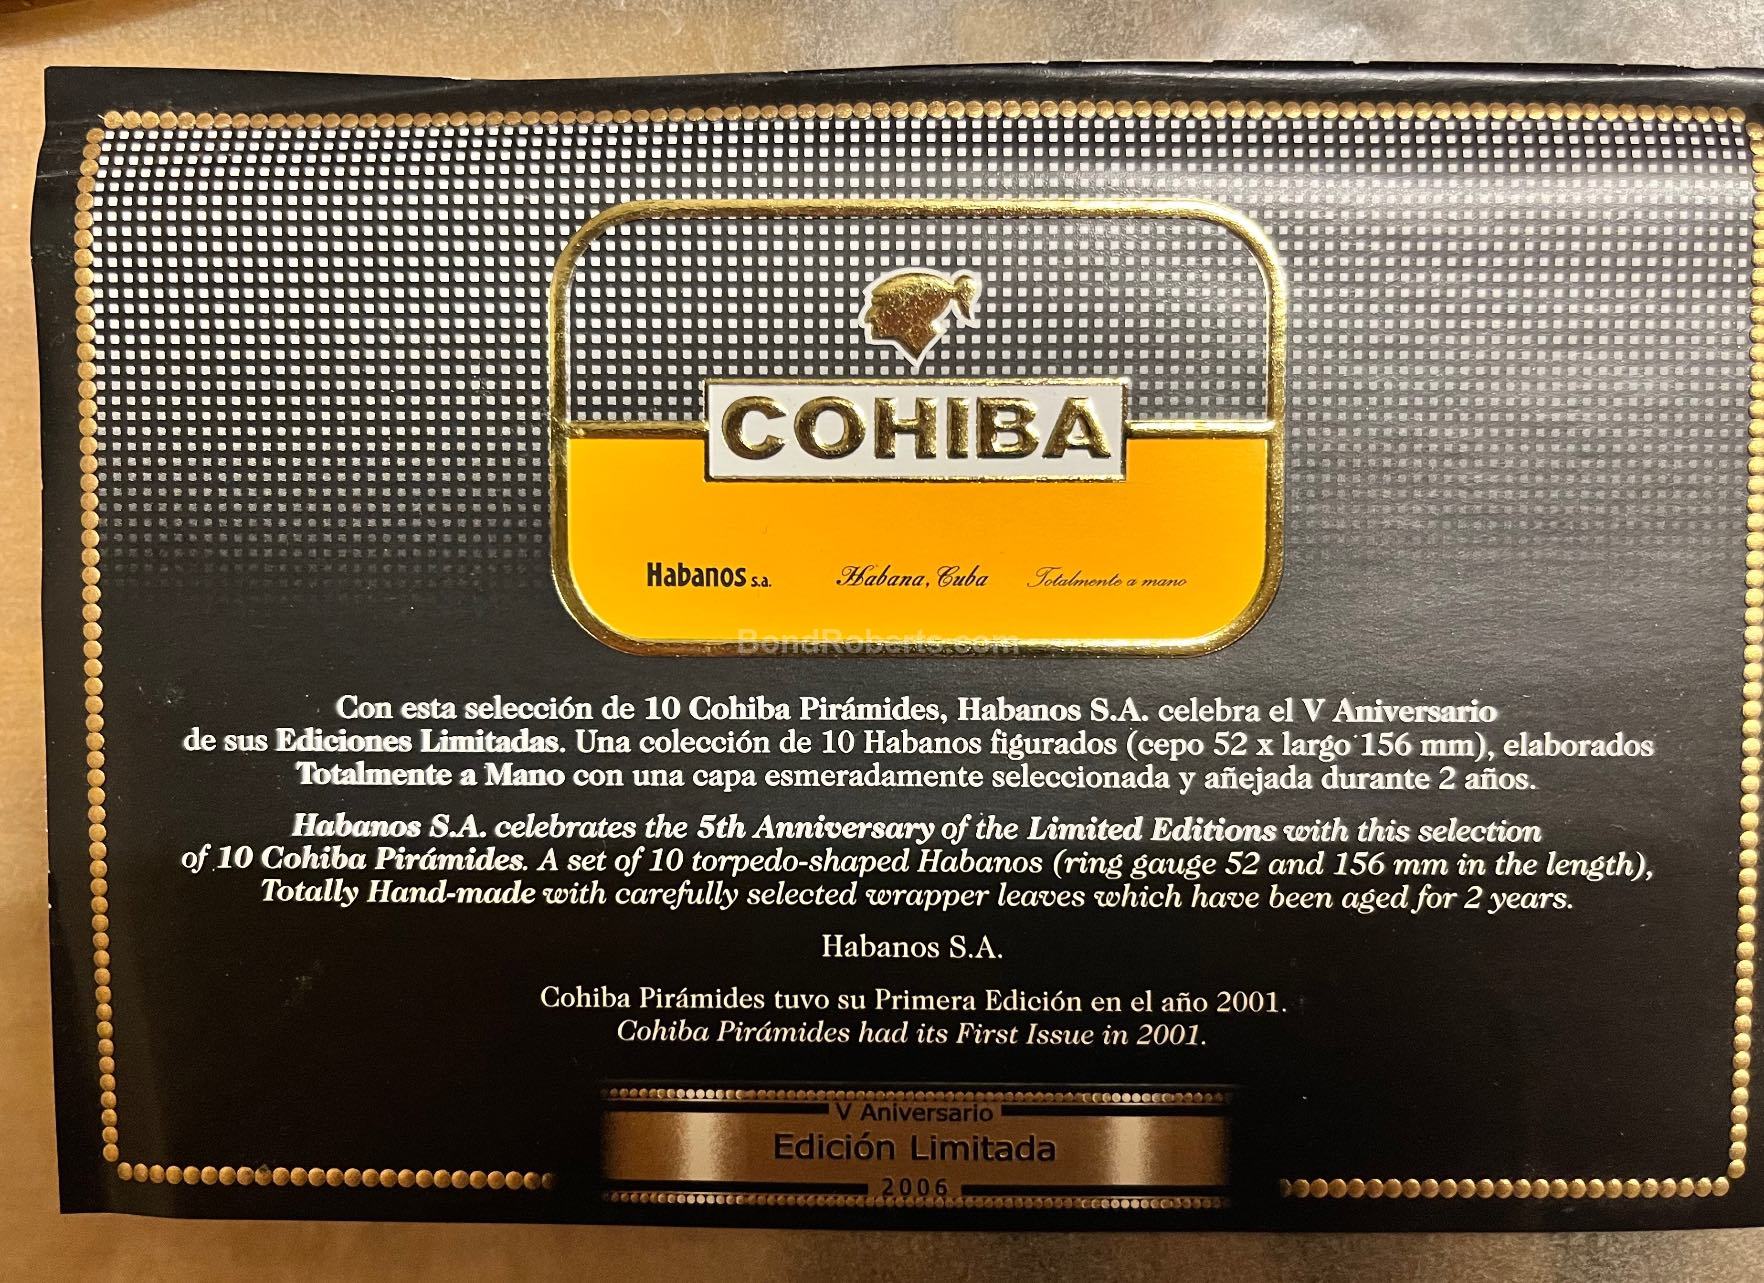 COHIBA
Habanos s.a. Habana, Cuba Totalmente a mano
BondRoberts.com
Con esta selección de 10 Cohiba Pirámides, Habanos S.A. celebra el V Aniversario
de sus Ediciones Limitadas. Una colección de 10 Habanos figurados (cepo 52 x largo 156 mm), elaborados
Totalmente a Mano con una capa esmeradamente seleccionada y añejada durante 2 años.
Habanos S.A. celebrates the 5th Anniversary of the Limited Editions with this selection
of 10 Cohiba Pirámides. A set of 10 torpedo-shaped Habanos (ring gauge 52 and 156 mm in the length),
Totally Hand-made with carefully selected wrapper leaves which have been aged for 2 years.
Habanos S.A.
Cohiba Pirámides tuvo su Primera Edición en el año 2001.
Cohiba Pirámides had its First Issue in 2001.
V Aniversario
Edición Limitada
2006